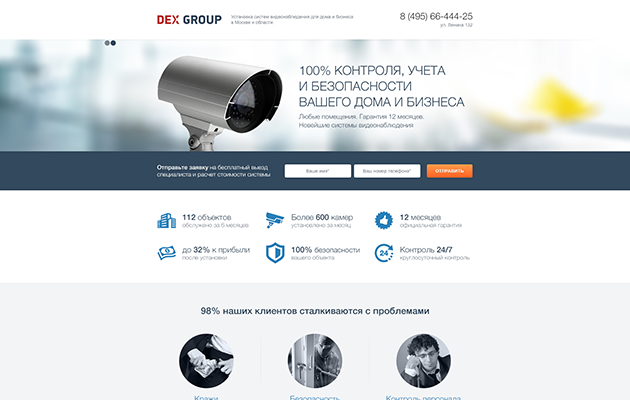 DEX GROUP
Установка систем видеонаблюдения для дома и бизнеса
в Москве и области
8 (495) 66-444-25
ул. Ленина 132
100% КОНТРОЛЯ, УЧЕТА
И БЕЗОПАСНОСТИ
ВАШЕГО ДОМА И БИЗНЕСА
Любые помещения. Гарантия 12 месяцев.
Новейшие системы видеонаблюдения
Отправьте заявку на бесплатный выезд
специалиста и расчет стоимости системы
Ваше имя*
Ваш номер телефона*
ОТПРАВИТЬ
112 объектов
обслужено за 6 месяцев
Более 600 камер
установлено за месяц
12 месяцев
официальная гарантия
до 32% к прибыли
после установки
100% безопасности
вашего объекта
24
Контроль 24/7
круглосуточный контроль
98% наших клиентов сталкиваются с проблемами
Кражи
Безопасность
Контроль персонала